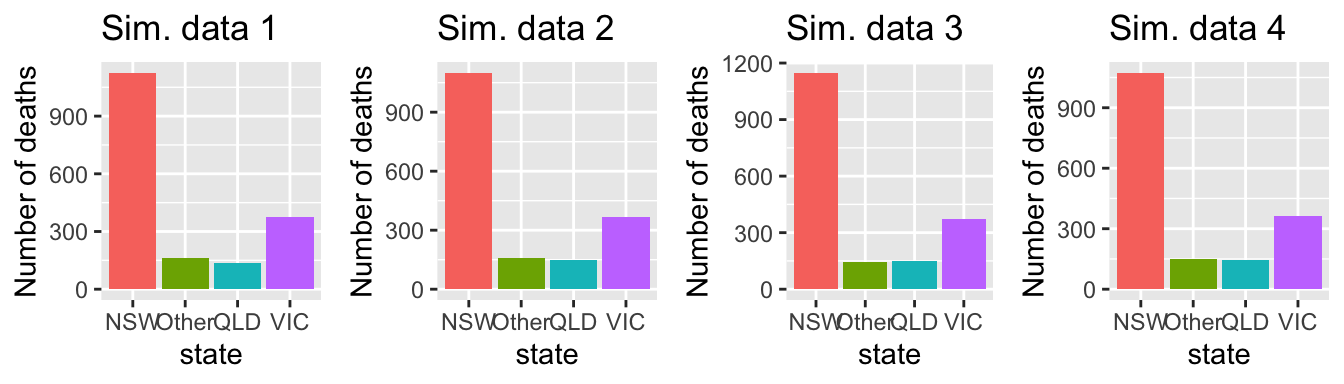 Sim. data 1
Number of deaths
900
600
300
0
NSW Other QLD VIC
state
Sim. data 2
Number of deaths
900
600
300
0
NSW Other QLD VIC
state
Sim. data 3
Number of deaths
1200
900
600
300
0
NSW Other QLD VIC
state
Sim. data 4
Number of deaths
900
600
300
0
NSW Other QLD VIC
state